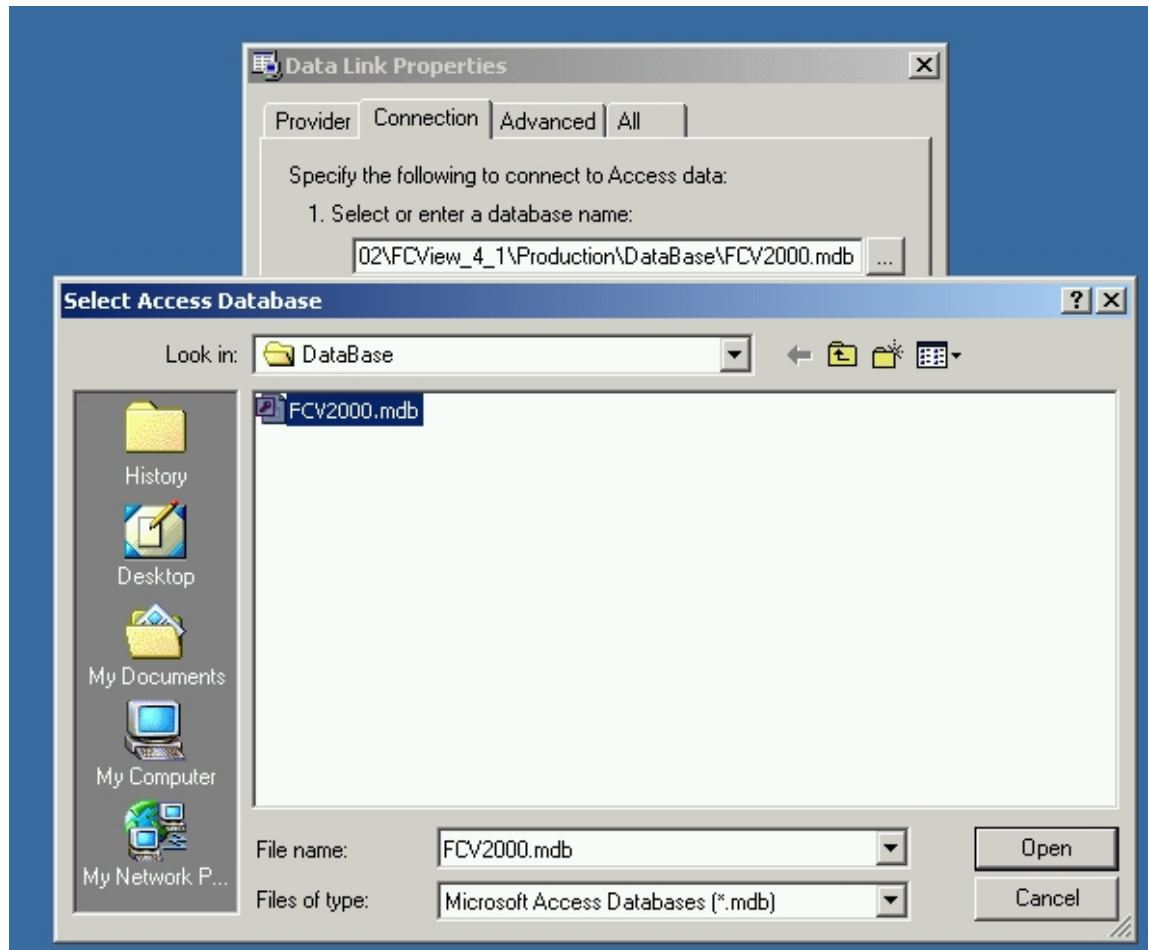 Data Link Properties
Provider Connection Advanced All
Specify the following to connect to Access data:
1. Select or enter a database name:
02\FCView_4_1\Production\DataBase\FCV2000.mdb ...
Select Access Database
Look in: DataBase
FCV2000.mdb
History
Desktop
My Documents
My Computer
My Network P...
File name: FCV2000.mdb Open
Files of type: Microsoft Access Databases (*.mdb) Cancel